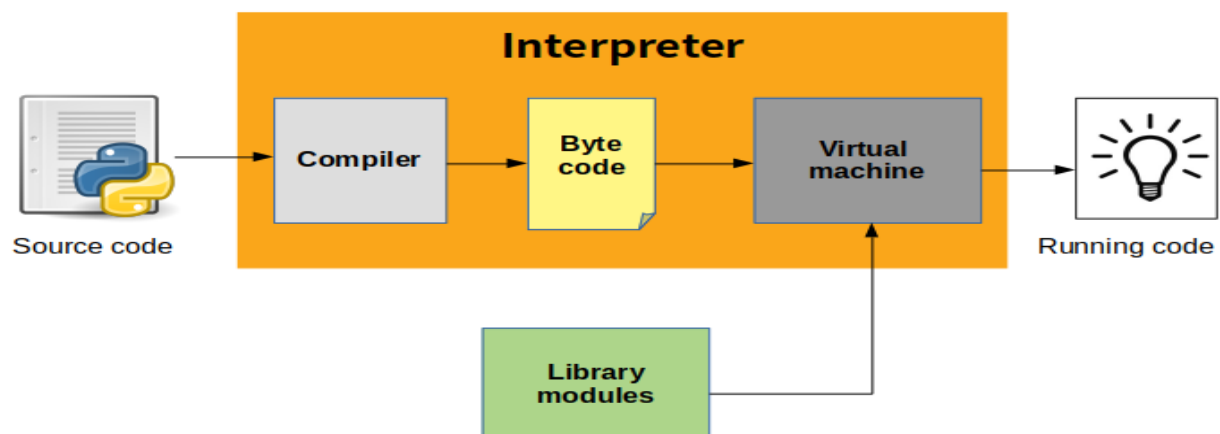 Interpreter
Compiler
Byte
code
Virtual
machine
Source code
Running code
Library
modules